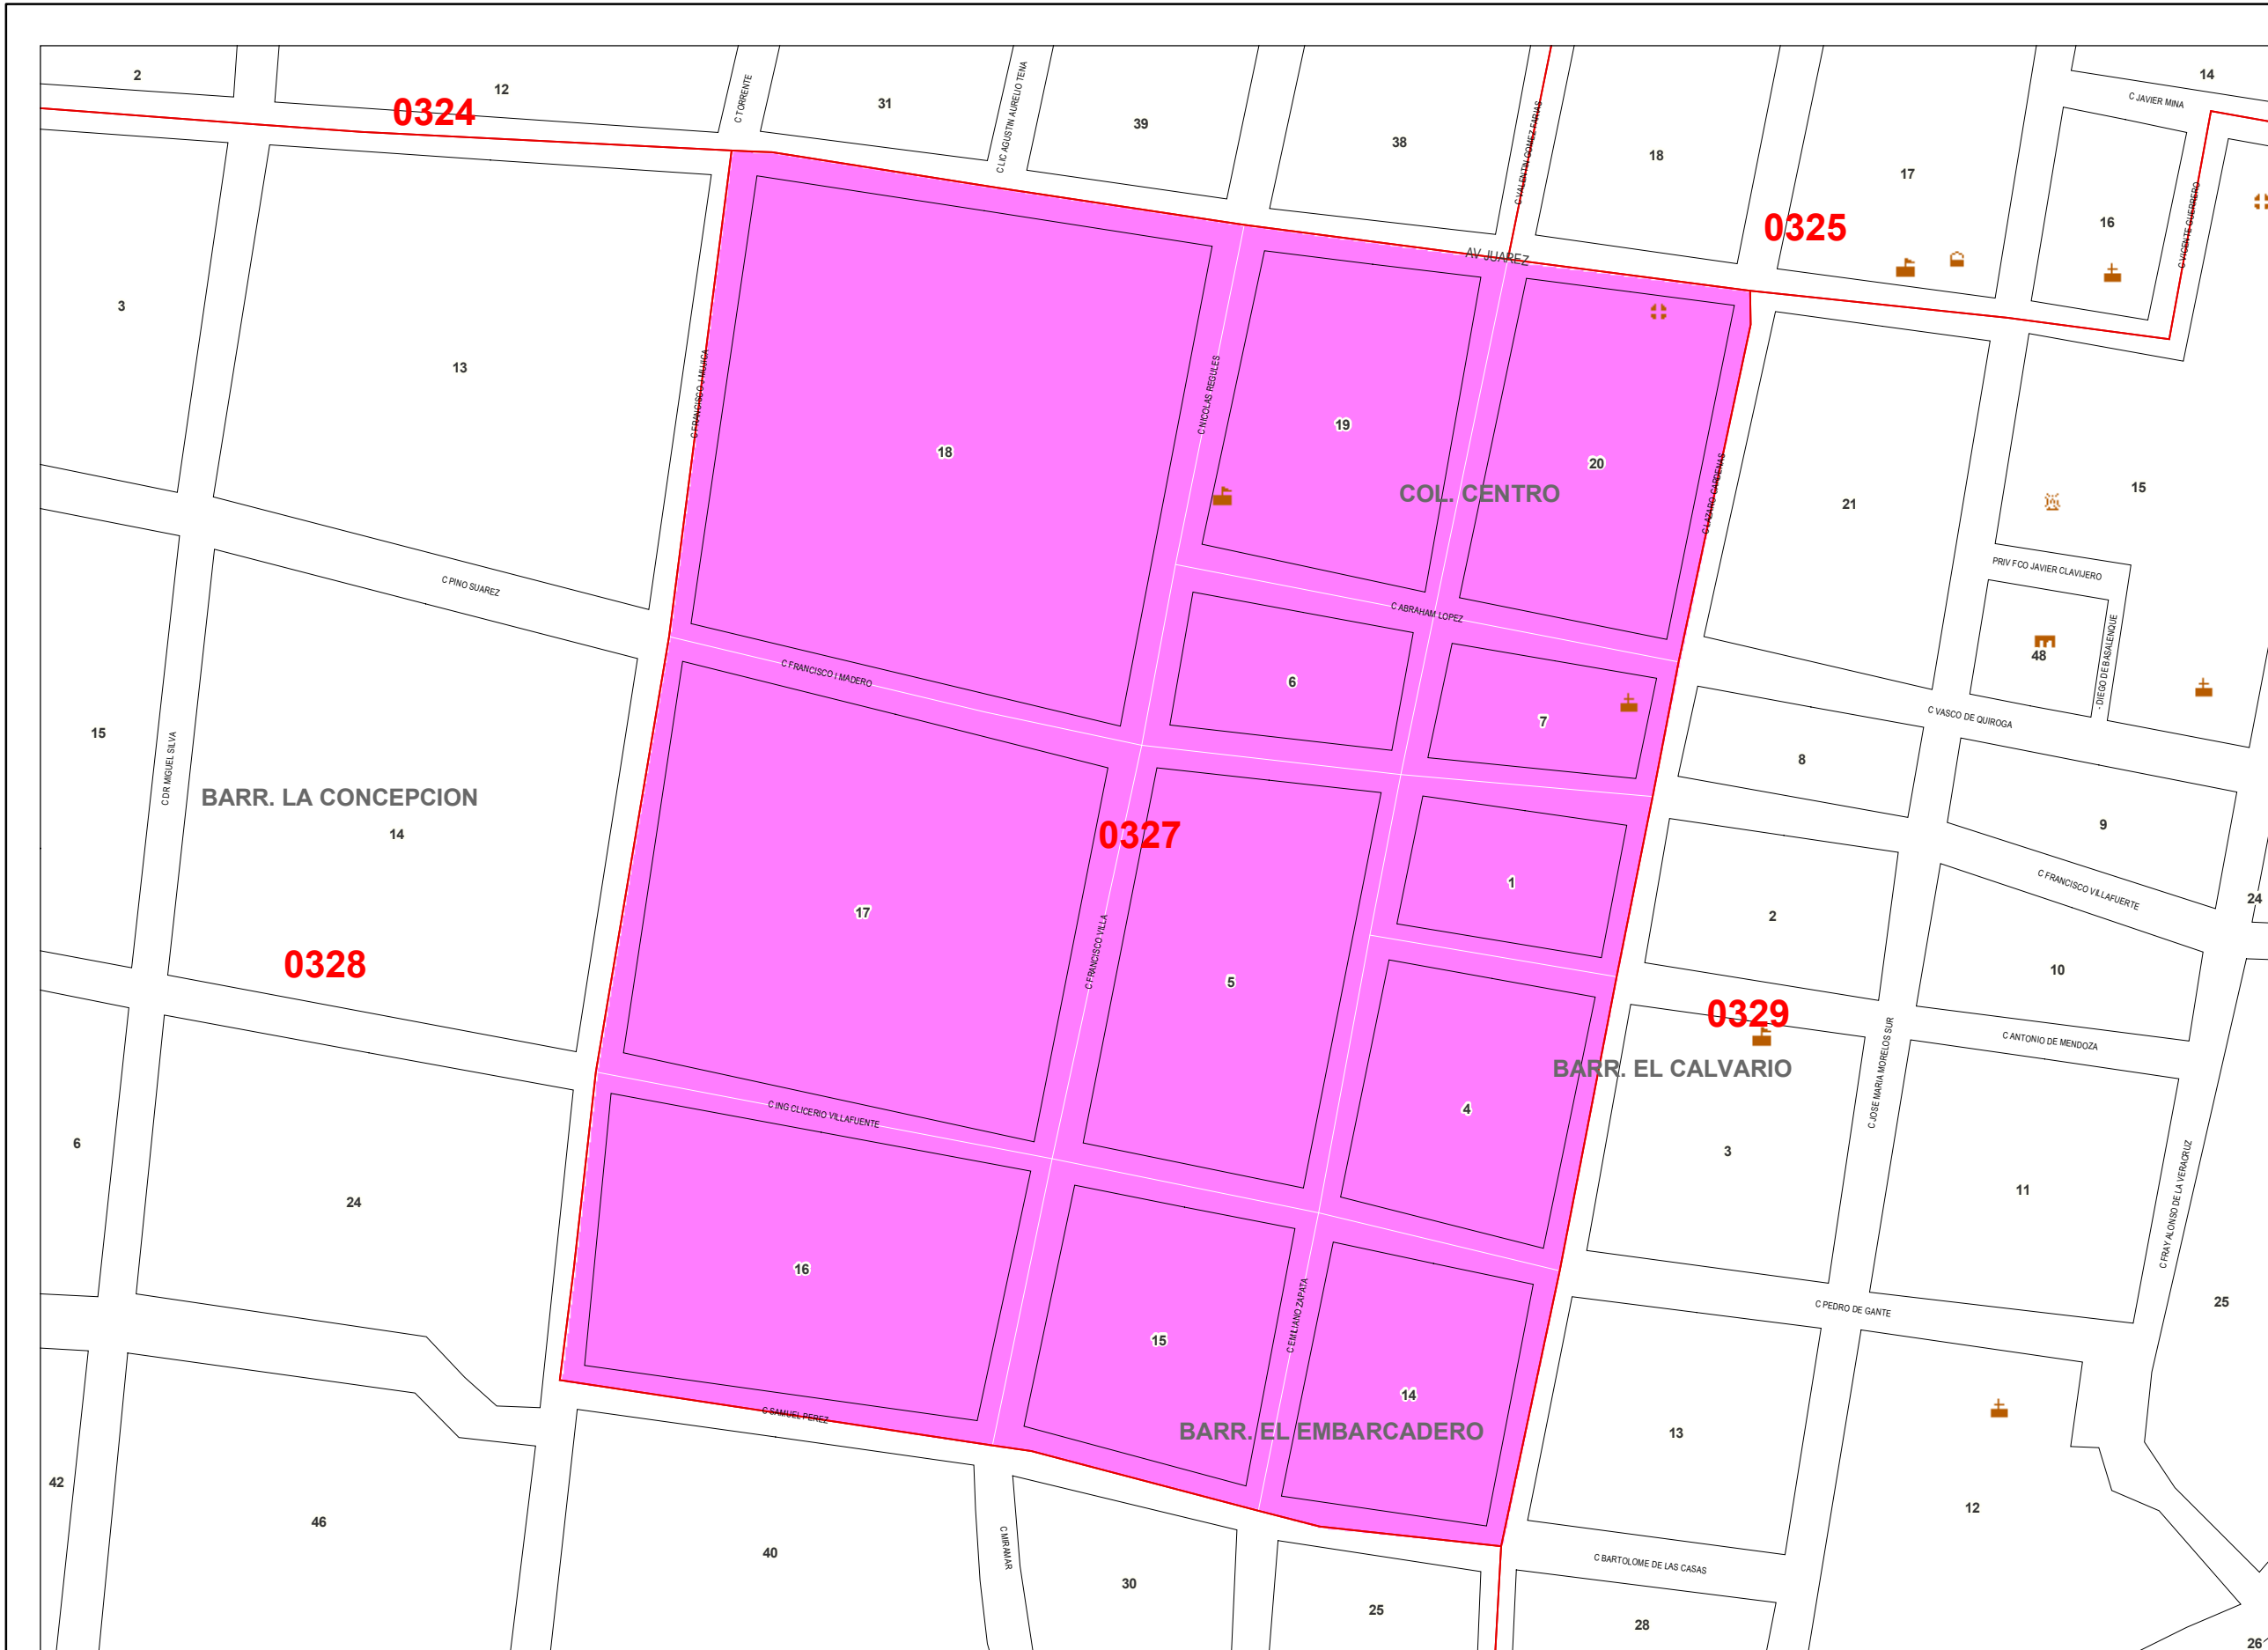 2
12
31
39
38
18
17
14
C JAVIER MINA
0324
C TORRENTE
C LIC AGUSTIN AURELIO TENA
C VALENTIN GOMEZ FARIAS
0325
16
C VICENTE GUERRERO
AV JUAREZ
3
13
C FRANCISCO J MUJICA
18
C NICOLAS REGULES
19
20
COL. CENTRO
C LAZARO CARDENAS
21
15
C PINO SUAREZ
PRIV FCO JAVIER CLAVIJERO
C ABRAHAM LOPEZ
48
- DIEGO DE BASALENQUE
C FRANCISCO I MADERO
6
7
C VASCO DE QUIROGA
15
C DR MIGUEL SILVA
BARR. LA CONCEPCION
14
8
9
0327
1
C FRANCISCO VILLAFUERTE
24
17
2
C FRANCISCO VILLA
5
0328
10
0329
C ANTONIO DE MENDOZA
BARR. EL CALVARIO
C JOSE MARIA MORELOS SUR
4
C ING CLICERIO VILLAFUENTE
6
3
24
11
C FRAY ALONSO DE LA VERACRUZ
16
C EMILIANO ZAPATA
25
C PEDRO DE GANTE
15
14
C SAMUEL PEREZ
BARR. EL EMBARCADERO
13
42
46
12
C MIRAMAR
40
30
C BARTOLOME DE LAS CASAS
25
28
26